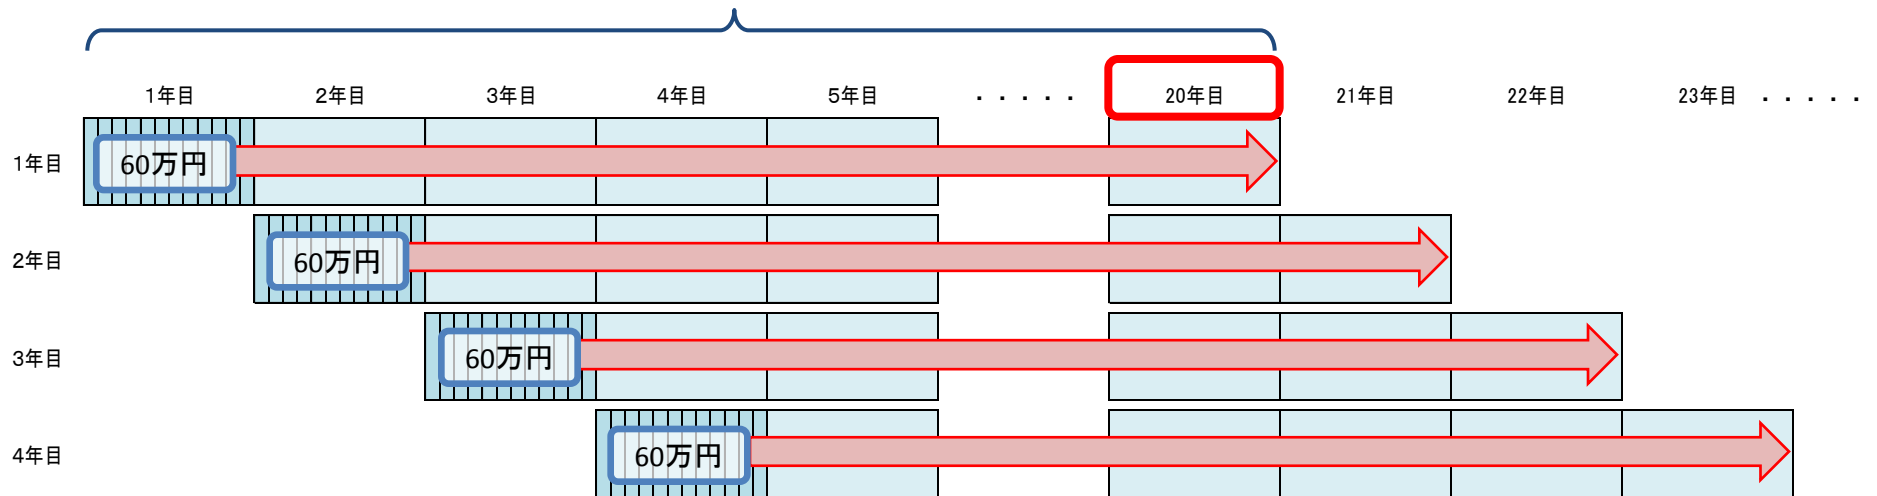 1年目 2年目 3年目 4年目 5年目 ・・・・・ 20年目 21年目 22年目 23年目 ・・・・・
1年目 60万円
2年目 60万円
3年目 60万円
4年目 60万円